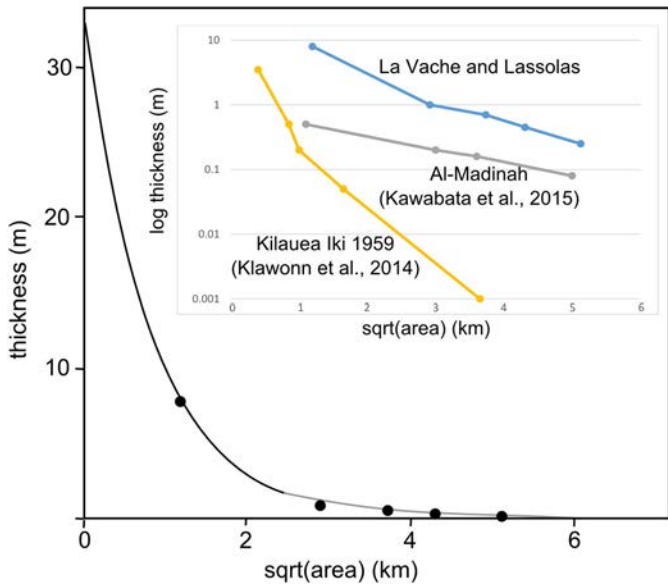 30
20
10
thickness (m)
0
2
4
6
sqrt(area) (km)
10
1
0.1
0.01
0.001
log thickness (m)
La Vache and Lassolas
Al-Madinah
(Kawabata et al., 2015)
Kilauea Iki 1959
(Klawonn et al., 2014)
0
1
2
3
4
5
6
sqrt(area) (km)